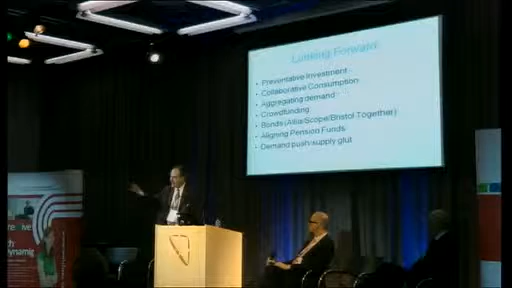 Looking Forward
• Preventative Investment
• Collaborative Consumption
• Aggregating demand
• Crowdfunding
• Bonds (Allia/Scope/Bristol Together)
• Aligning Pension Funds
• Demand push/supply glut